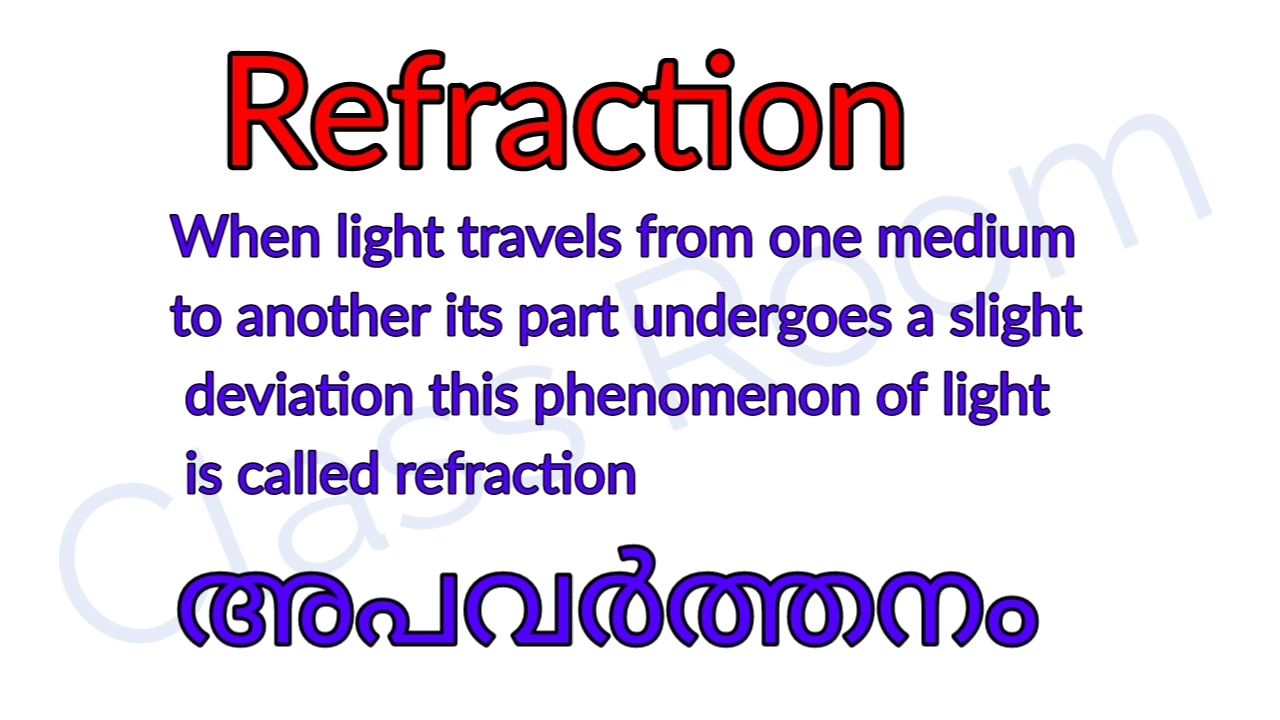 Refraction
When light travels from one medium
to another its part undergoes a slight
deviation this phenomenon of light
is called refraction
അപവർത്തനം
Class Room